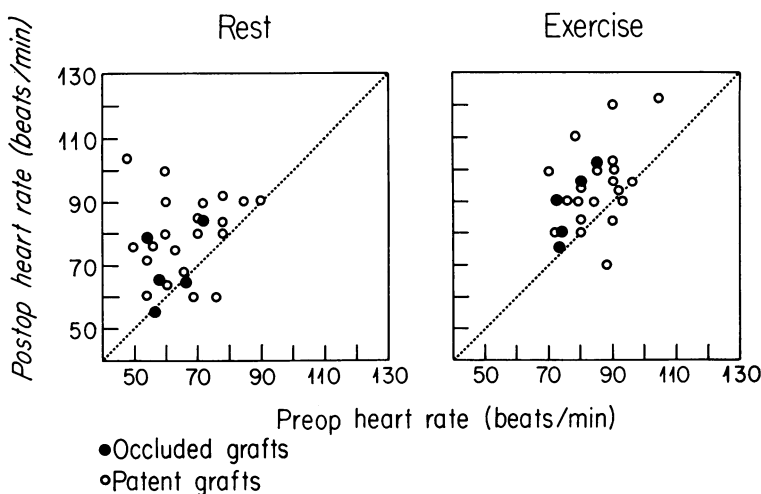 Rest
Exercise
Postop heart rate (beats/min)
130
110
90
70
50
50 70 90 110 130
50 70 90 110 130
Preop heart rate (beats/min)
Occluded grafts
Patent grafts